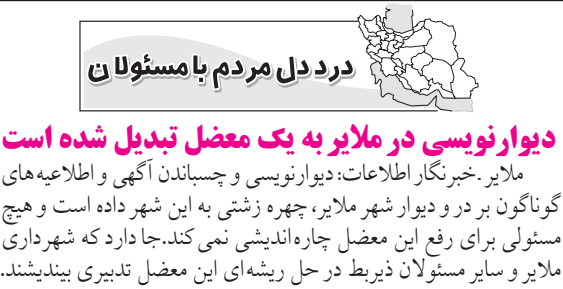 درد دل مردم با مسئولان
دیوارنویسی در ملایر به یک معضل تبدیل شده است
ملایر .خبرنگار اطلاعات: دیوارنویسی و چسباندن آگهی و اطلاعیه‌های
گوناگون بر در و دیوار شهر ملایر، چهره زشتی به این شهر داده است و هیچ
مسئولی برای رفع این معضل چاره‌اندیشی نمی‌کند.جا دارد که شهرداری
ملایر و سایر مسئولان ذیربط در حل ریشه‌ای این معضل تدبیری بیندیشند.